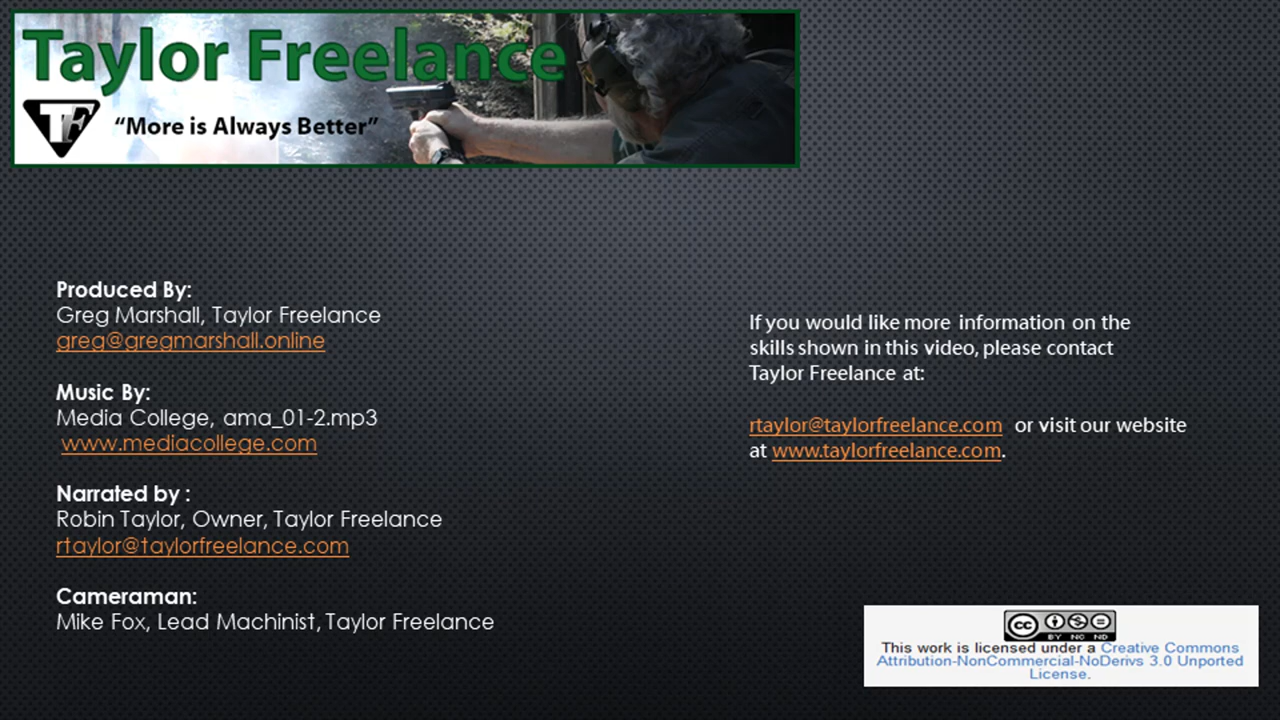 Taylor Freelance
TF
“More is Always Better”
Produced By:
Greg Marshall, Taylor Freelance
greg@gregmarshall.online
Music By:
Media College, ama_01-2.mp3
www.mediacollege.com
Narrated by :
Robin Taylor, Owner, Taylor Freelance
rtaylor@taylorfreelance.com
Cameraman:
Mike Fox, Lead Machinist, Taylor Freelance
If you would like more information on the
skills shown in this video, please contact
Taylor Freelance at:
rtaylor@taylorfreelance.com or visit our website
at www.taylorfreelance.com.
cc
BY NC ND
This work is licensed under a Creative Commons
Attribution-NonCommercial-NoDerivs 3.0 Unported
License.